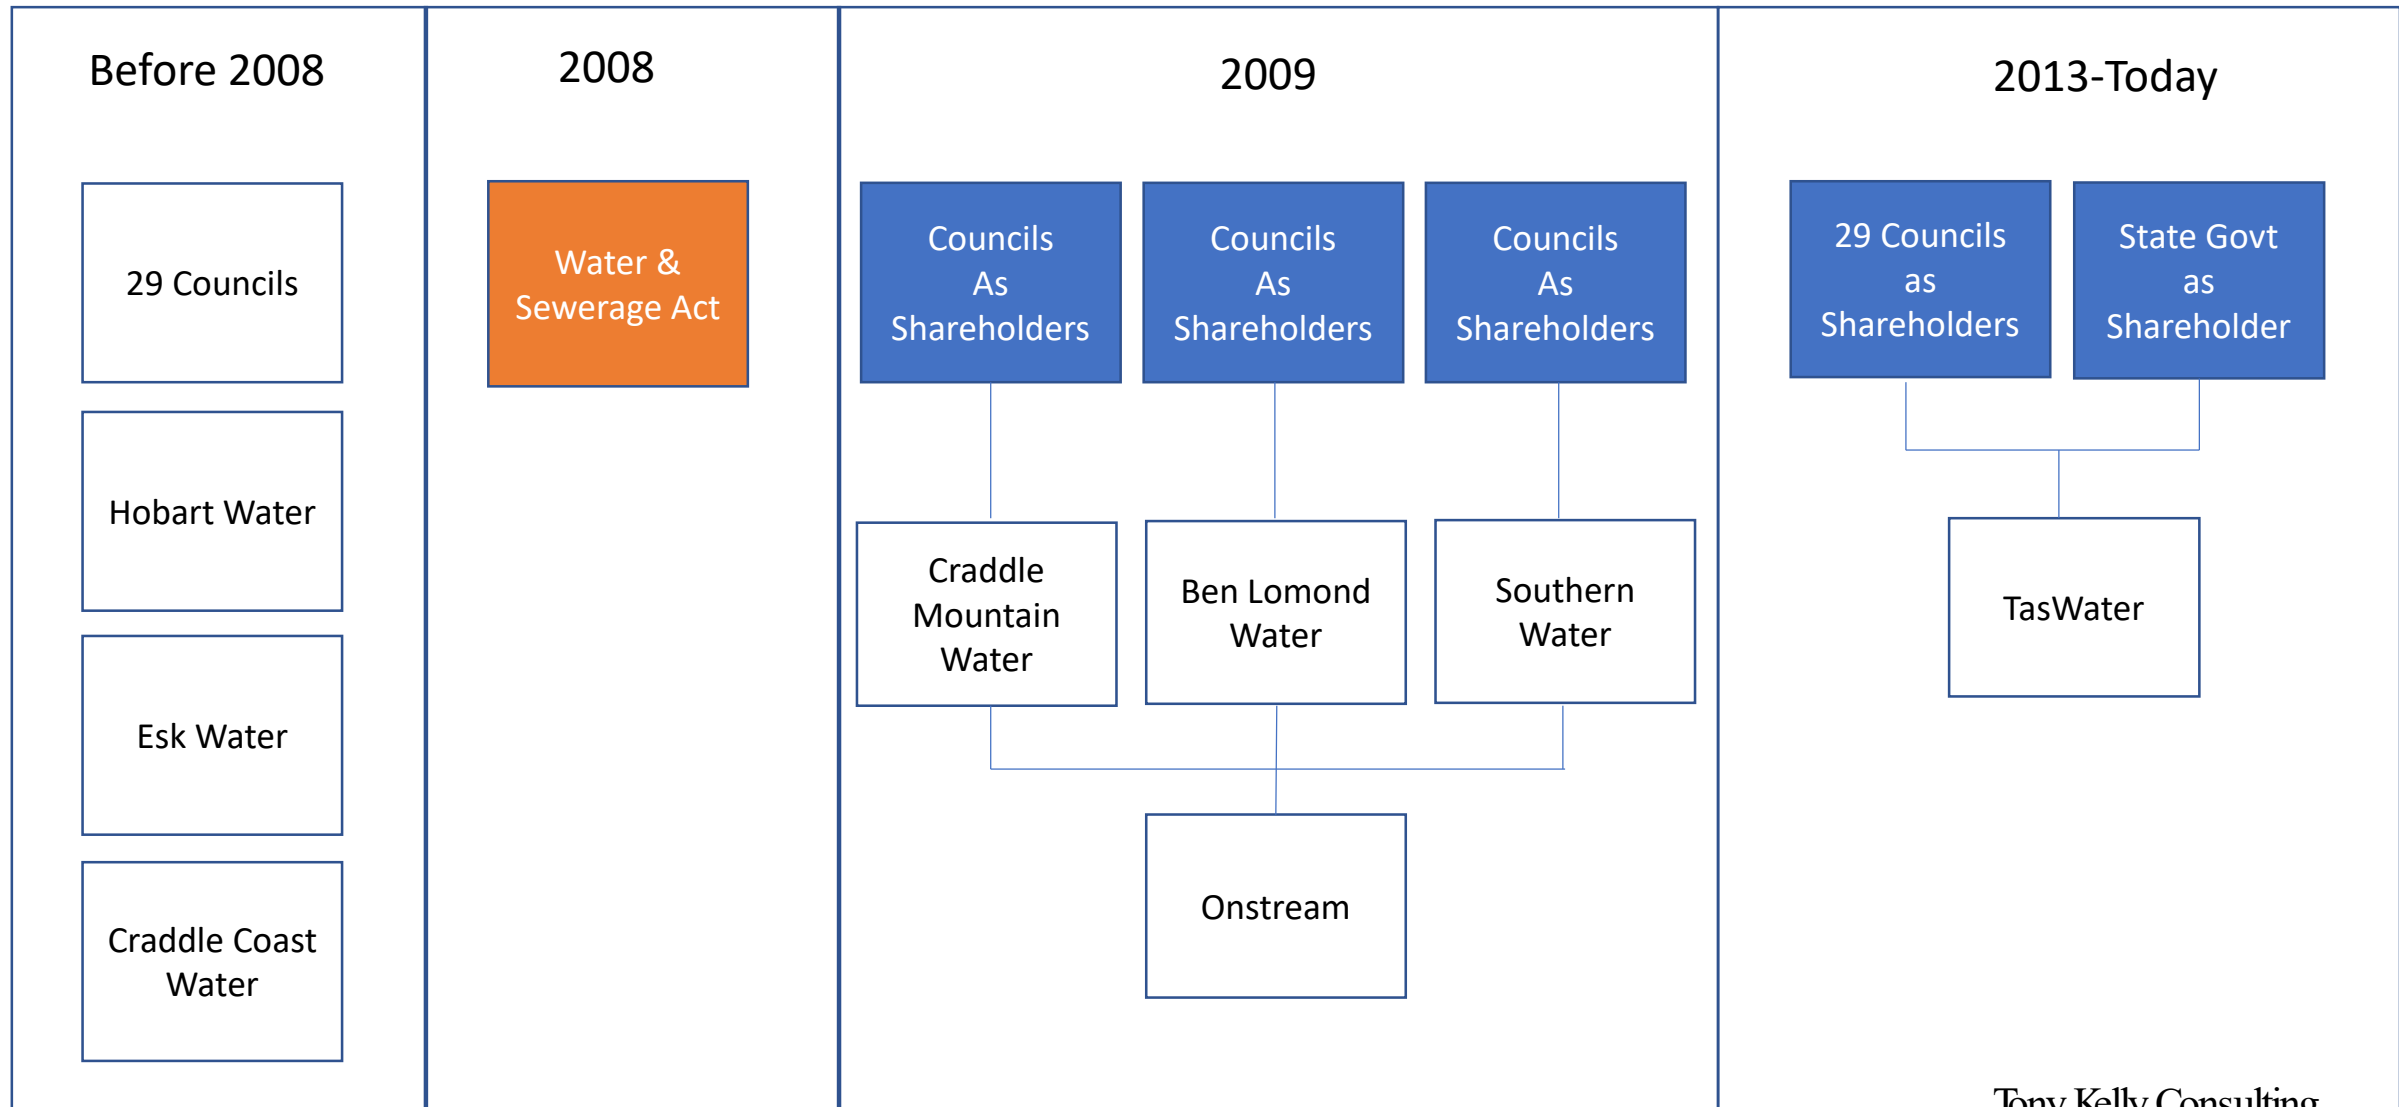 Before 2008
29 Councils
Hobart Water
Esk Water
Craddle Coast
Water
2008
Water &
Sewerage Act
2009
Councils
As
Shareholders
Councils
As
Shareholders
Councils
As
Shareholders
Craddle
Mountain
Water
Ben Lomond
Water
Southern
Water
Onstream
2013-Today
29 Councils
as
Shareholders
State Govt
as
Shareholder
TasWater
Tony Kelly Consulting